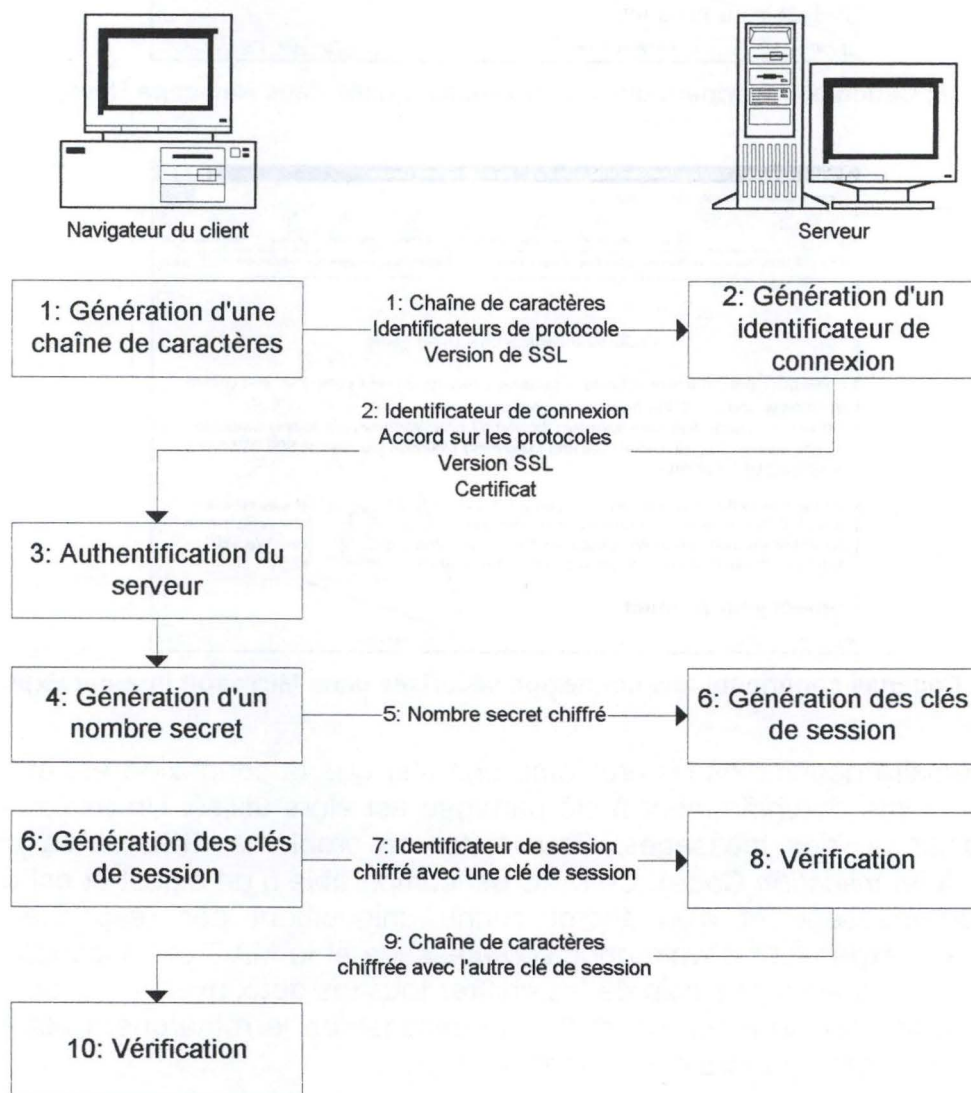 Navigateur du client
Serveur
1: Génération d'une
chaîne de caractères
1: Chaîne de caractères
Identificateurs de protocole
Version de SSL
2: Génération d'un
identificateur de
connexion
2: Identificateur de connexion
Accord sur les protocoles
Version SSL
Certificat
3: Authentification du
serveur
4: Génération d'un
nombre secret
5: Nombre secret chiffré
6: Génération des clés
de session
6: Génération des clés
de session
7: Identificateur de session
chiffré avec une clé de session
8: Vérification
9: Chaîne de caractères
chiffrée avec l'autre clé de session
10: Vérification